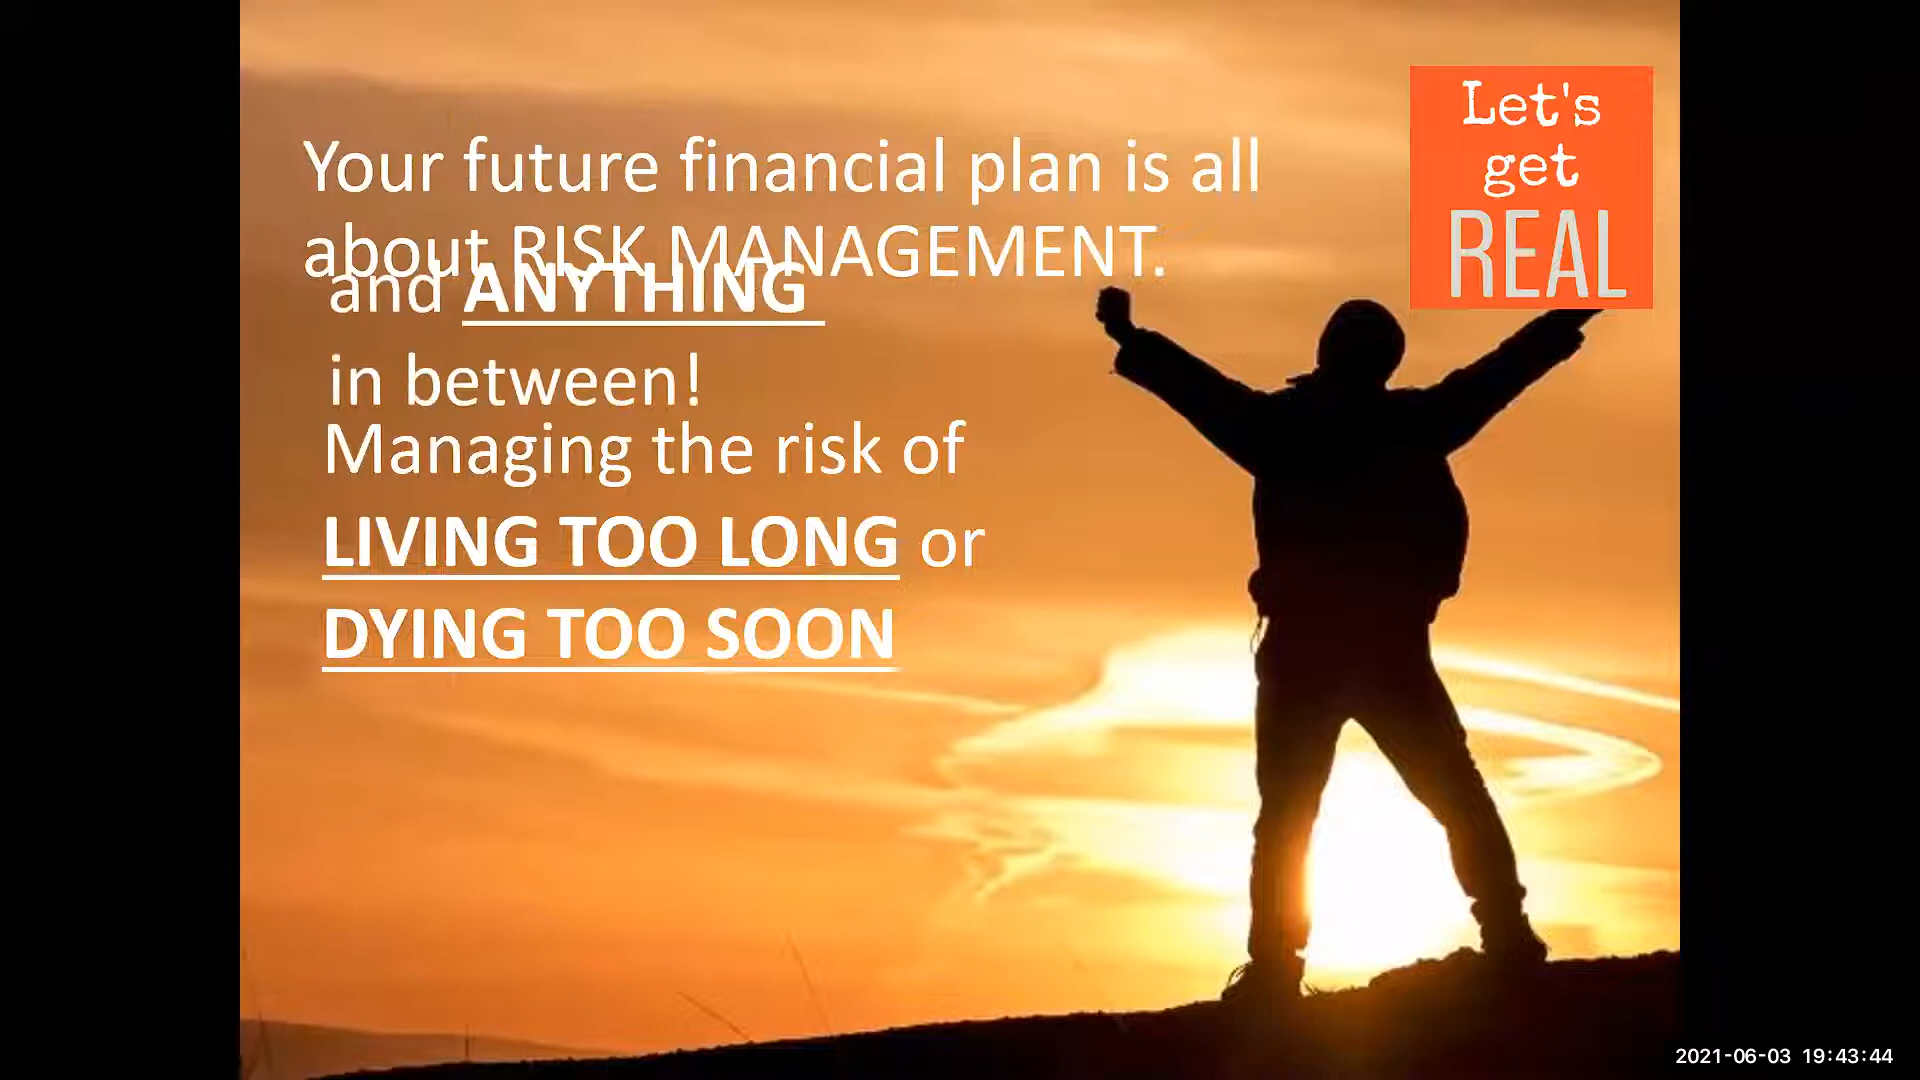 Your future financial plan is all
about RISK MANAGEMENT.
and ANYTHING
in between!
Managing the risk of
LIVING TOO LONG or
DYING TOO SOON
Let's
get
REAL
2021-06-03 19:43:44